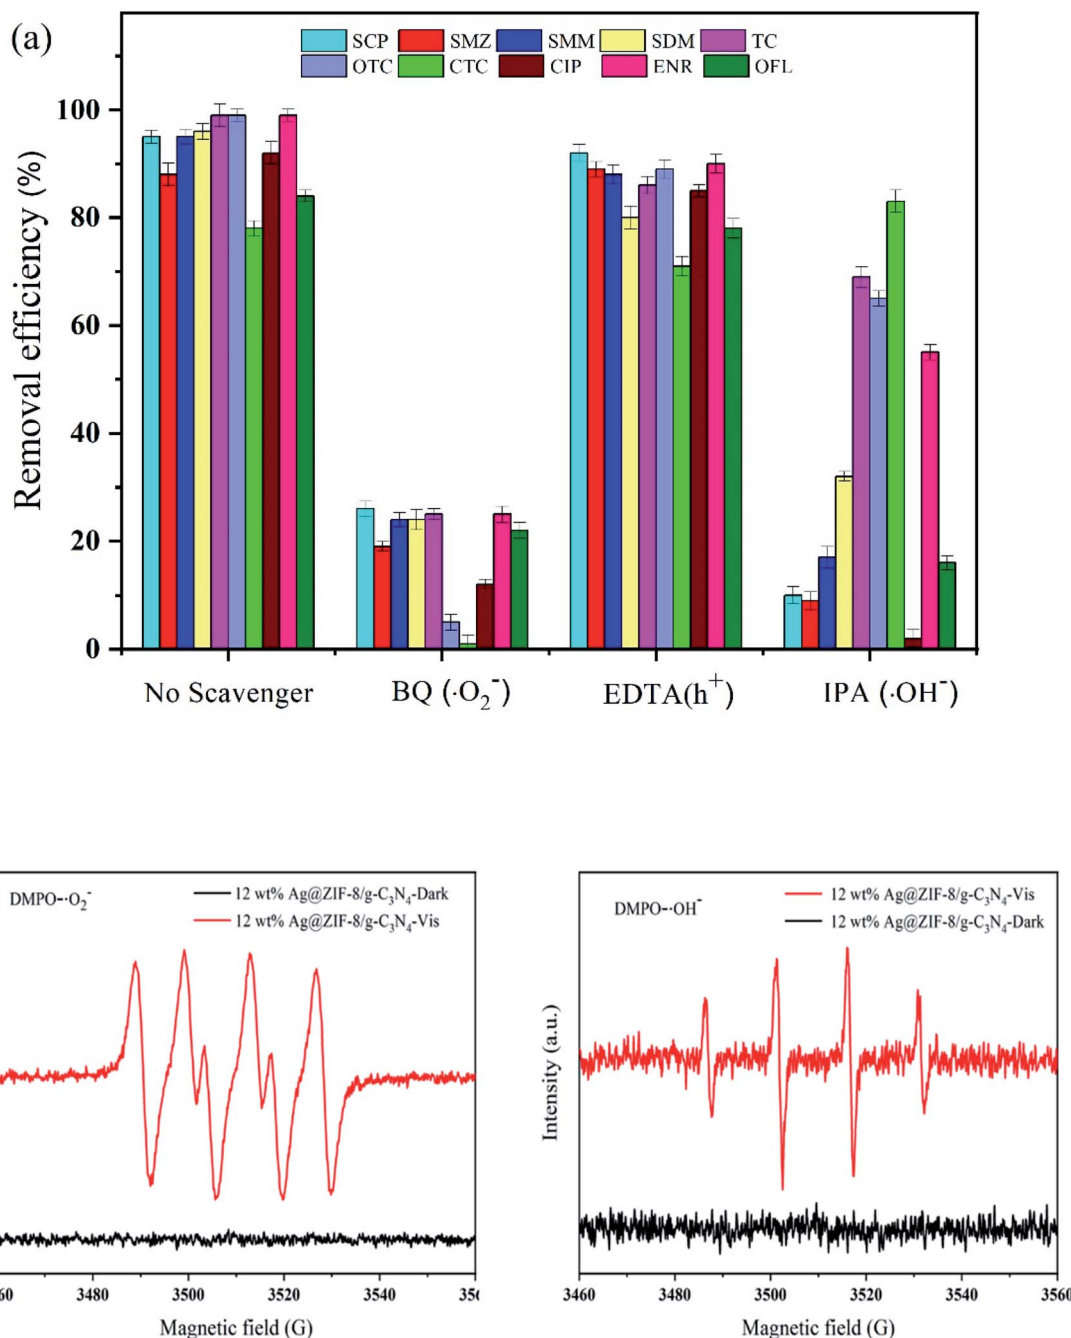 (a)
SCP SMZ SMM SDM TC
OTC CTC CIP ENR OFL
Removal efficiency (%)
100
80
60
40
20
0
No Scavenger BQ (·O₂⁻) EDTA(h⁺) IPA (·OH⁻)
DMPO--·O₂⁻
12 wt% Ag@ZIF-8/g-C₃N₄-Dark
12 wt% Ag@ZIF-8/g-C₃N₄-Vis
60 3480 3500 3520 3540 356
Magnetic field (G)
DMPO--·OH⁻
12 wt% Ag@ZIF-8/g-C₃N₄-Vis
12 wt% Ag@ZIF-8/g-C₃N₄-Dark
Intensity (a.u.)
3460 3480 3500 3520 3540 3560
Magnetic field (G)